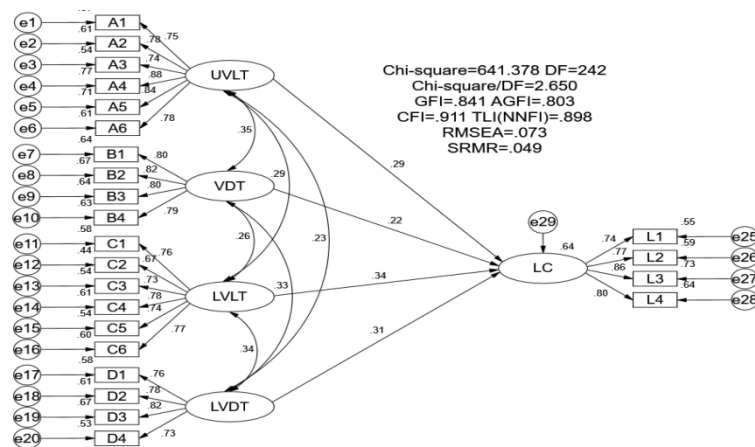 e1 A1
.61 .75
e2 A2 .78
.54
e3 A3 .74
.77
e4 A4 .88
.71 .84
e5 A5
.61
e6 A6 .78
.64
UVLT
Chi-square=641.378 DF=242
Chi-square/DF=2.650
GFI=.841 AGFI=.803
CFI=.911 TLI(NNFI)=.898
RMSEA=.073
SRMR=.049
.35
.29
.29
e7 B1 .80
.67
e8 B2 .82
.64
e9 B3 .80
.63
e10 B4 .79
.58
VDT
.22
.26
.23
e11 C1 .76
.44
e12 C2 .67
.54
e13 C3 .73
.61
e14 C4 .78
.54 .74
e15 C5
.60
e16 C6 .77
.58
LVLT
.33
.34
.34
e29
.64
LC
.55
.74 L1 e25
.59
.77 L2 e26
.73
.86 L3 e27
.64
.80 L4 e28
.31
e17 D1 .76
.61
e18 D2 .78
.67
e19 D3 .82
.53
e20 D4 .73
LVDT